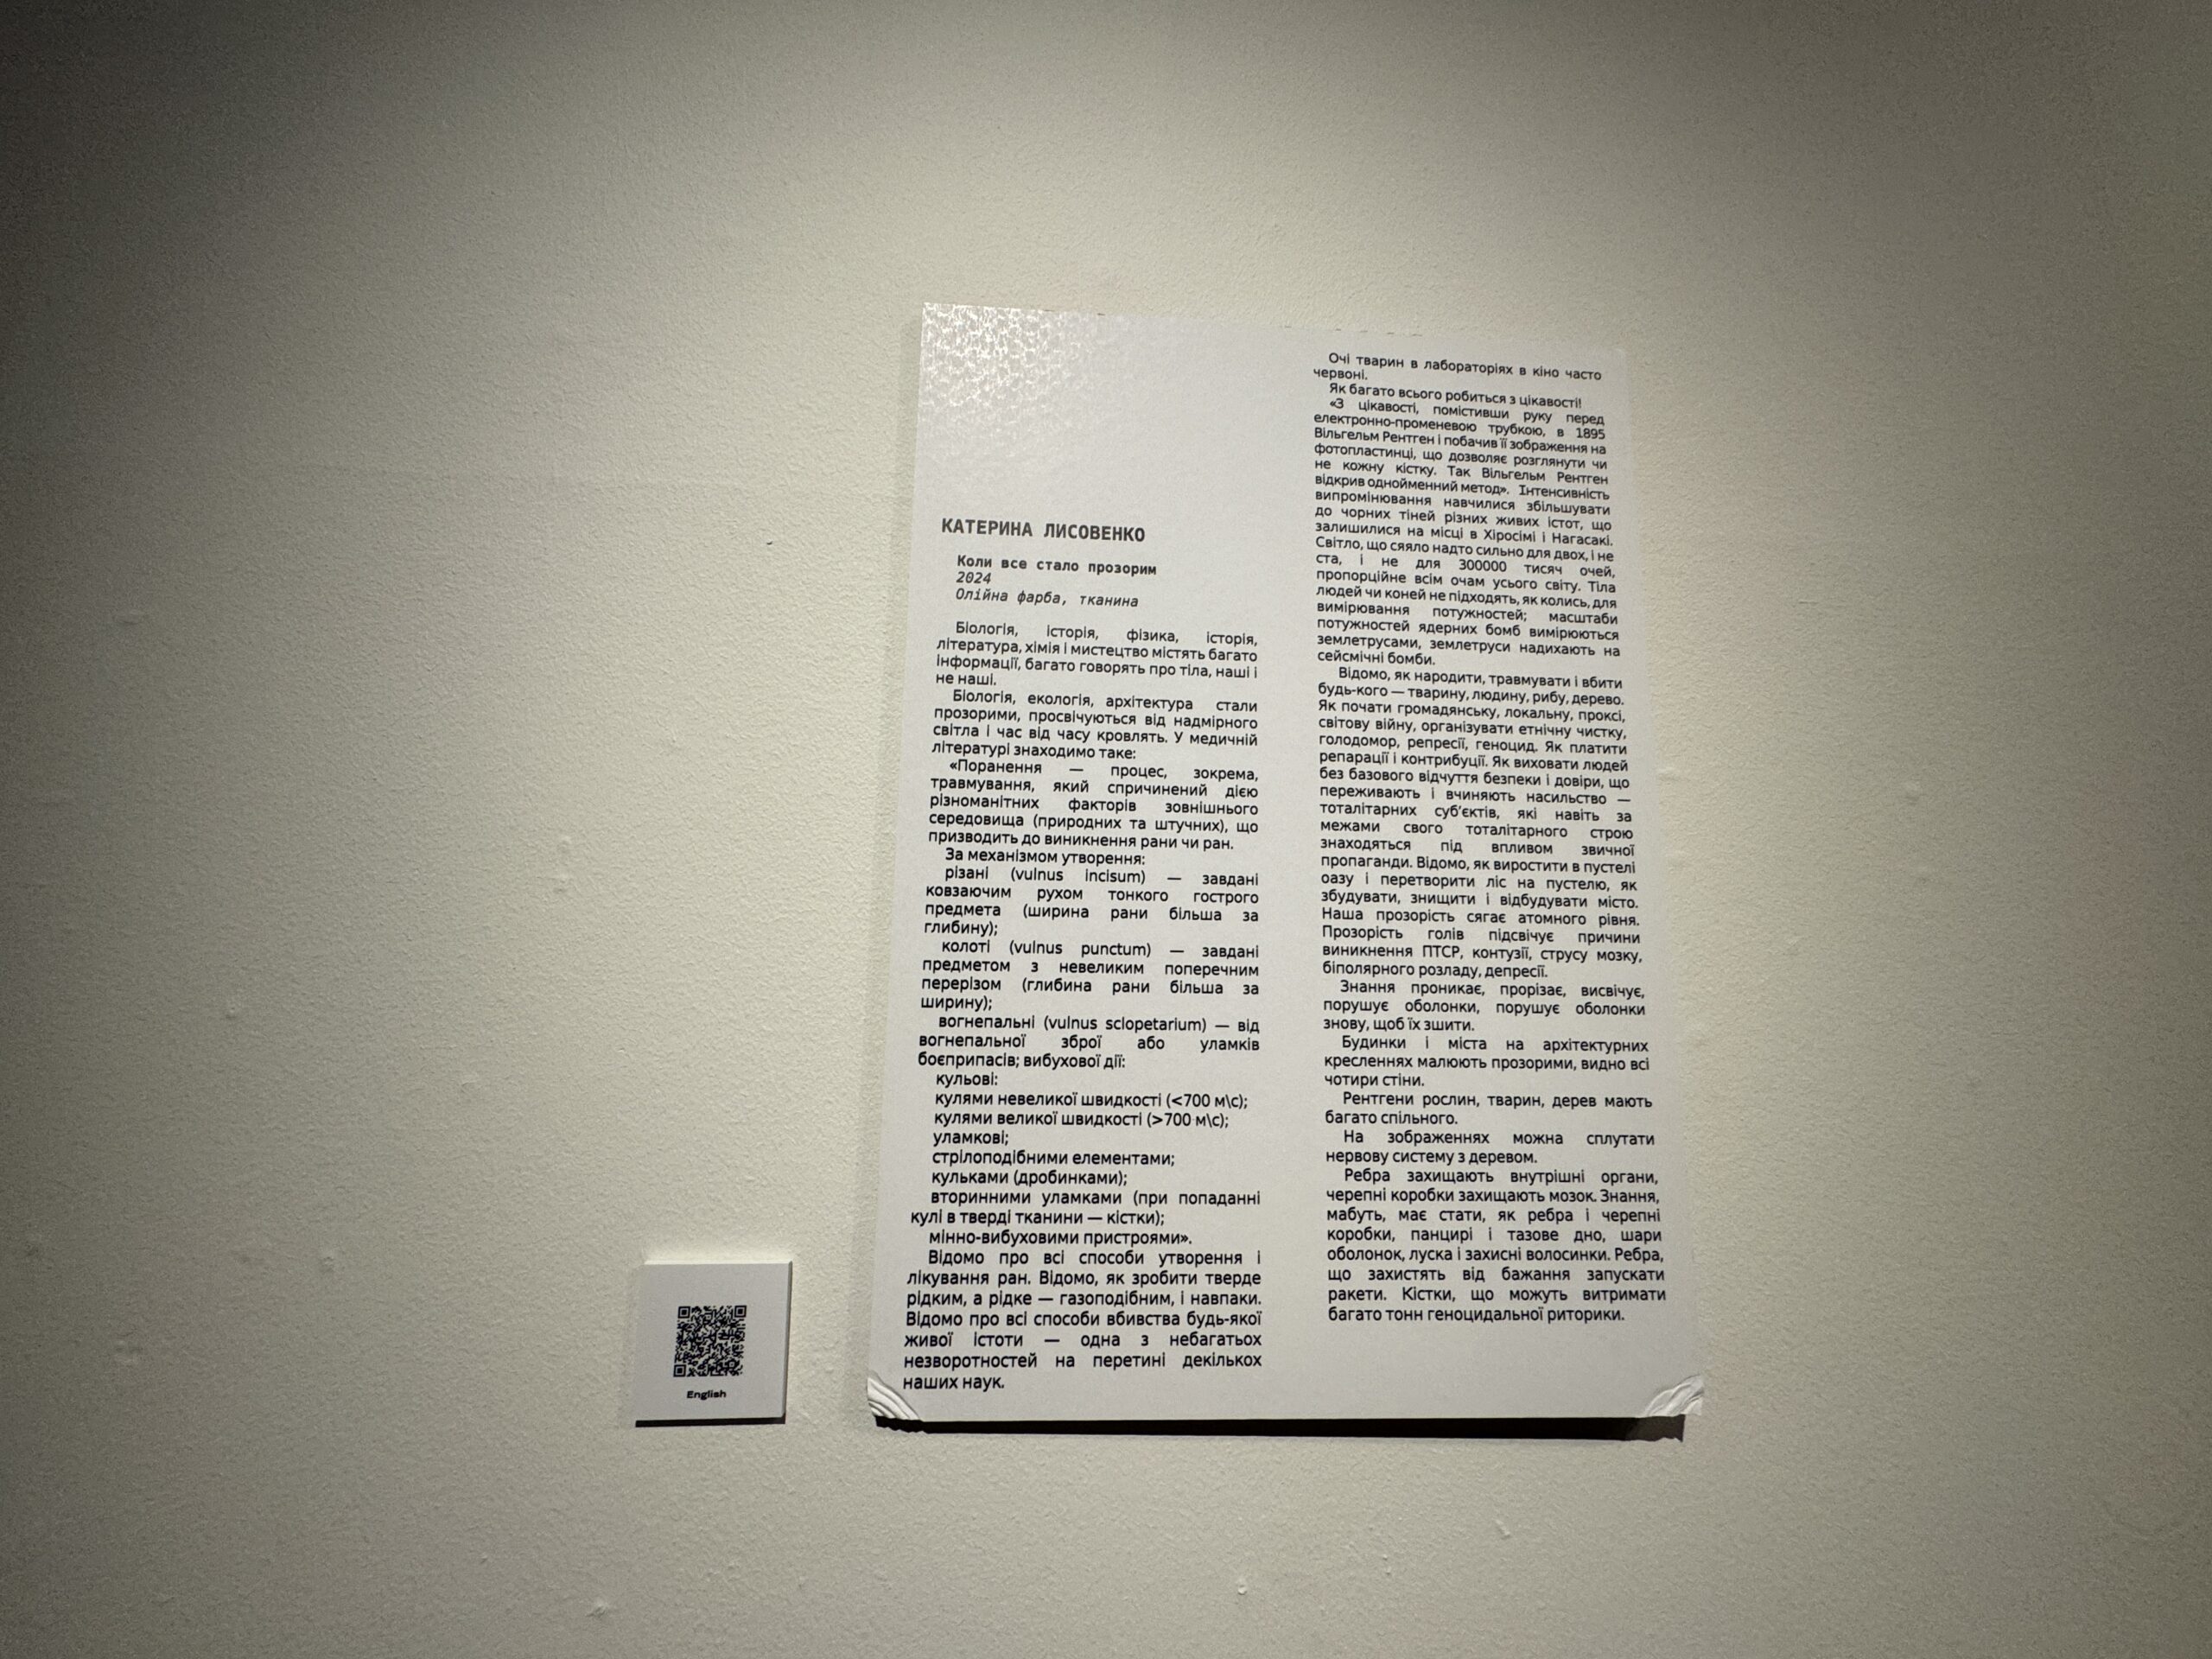 КАТЕРИНА ЛИСОВЕНКО
Коли все стало прозорим
2024
Олійна фарба, тканина
Біологія, історія, фізика, історія,
література, хімія і мистецтво містять багато
інформації, багато говорять про тіла, наші і
не наші.
Біологія, екологія, архітектура стали
прозорими, просвічуються від надмірного
світла і час від часу кровлять. У медичній
літературі знаходимо таке:
«Поранення — процес, зокрема,
травмування, який спричинений дією
різноманітних факторів зовнішнього
середовища (природних та штучних), що
призводить до виникнення рани чи ран.
За механізмом утворення:
різані (vulnus incisum) — завдані
ковзаючим рухом тонкого гострого
предмета (ширина рани більша за
глибину);
колоті (vulnus punctum) — завдані
предметом з невеликим поперечним
перерізом (глибина рани більша за
ширину);
вогнепальні (vulnus sclopetarium) — від
вогнепальної зброї або уламків
боєприпасів; вибухової дії:
кульові:
кулями невеликої швидкості (<700 м\с);
кулями великої швидкості (>700 м\с);
уламкові;
стрілоподібними елементами;
кульками (дробинками);
вторинними уламками (при попаданні
кулі в тверді тканини — кістки);
мінно-вибуховими пристроями».
Відомо про всі способи утворення і
лікування ран. Відомо, як зробити тверде
рідким, а рідке — газоподібним, і навпаки.
Відомо про всі способи вбивства будь-якої
живої істоти — одна з небагатьох
незворотностей на перетині декількох
наших наук.
Очі тварин в лабораторіях в кіно часто
червоні.
Як багато всього робиться з цікавості!
«З цікавості, помістивши руку перед
електронно-променевою трубкою, в 1895
Вільгельм Рентген і побачив її зображення на
фотопластинці, що дозволяє розглянути чи
не кожну кістку. Так Вільгельм Рентген
відкрив однойменний метод». Інтенсивність
випромінювання навчилися збільшувати
до чорних тіней різних живих істот, що
залишилися на місці в Хіросімі і Нагасакі.
Світло, що сяяло надто сильно для двох, і не
ста, і не для 300000 тисяч очей,
пропорційне всім очам усього світу. Тіла
людей чи коней не підходять, як колись, для
вимірювання потужностей; масштаби
потужностей ядерних бомб вимірюються
землетрусами, землетруси надихають на
сейсмічні бомби.
Відомо, як народити, травмувати і вбити
будь-кого — тварину, людину, рибу, дерево.
Як почати громадянську, локальну, проксі,
світову війну, організувати етнічну чистку,
голодомор, репресії, геноцид. Як платити
репарації і контрибуції. Як виховати людей
без базового відчуття безпеки і довіри, що
переживають і вчиняють насильство —
тоталітарних суб’єктів, які навіть за
межами свого тоталітарного строю
знаходяться під впливом звичної
пропаганди. Відомо, як виростити в пустелі
оазу і перетворити ліс на пустелю, як
збудувати, знищити і відбудувати місто.
Наша прозорість сягає атомного рівня.
Прозорість голів підсвічує причини
виникнення ПТСР, контузії, струсу мозку,
біполярного розладу, депресії.
Знання проникає, прорізає, висвічує,
порушує оболонки, порушує оболонки
знову, щоб їх зшити.
Будинки і міста на архітектурних
кресленнях малюють прозорими, видно всі
чотири стіни.
Рентгени рослин, тварин, дерев мають
багато спільного.
На зображеннях можна сплутати
нервову систему з деревом.
Ребра захищають внутрішні органи,
черепні коробки захищають мозок. Знання,
мабуть, має стати, як ребра і черепні
коробки, панцирі і тазове дно, шари
оболонок, луска і захисні волосинки. Ребра,
що захистять від бажання запускати
ракети. Кістки, що можуть витримати
багато тонн геноцидальної риторики.
English